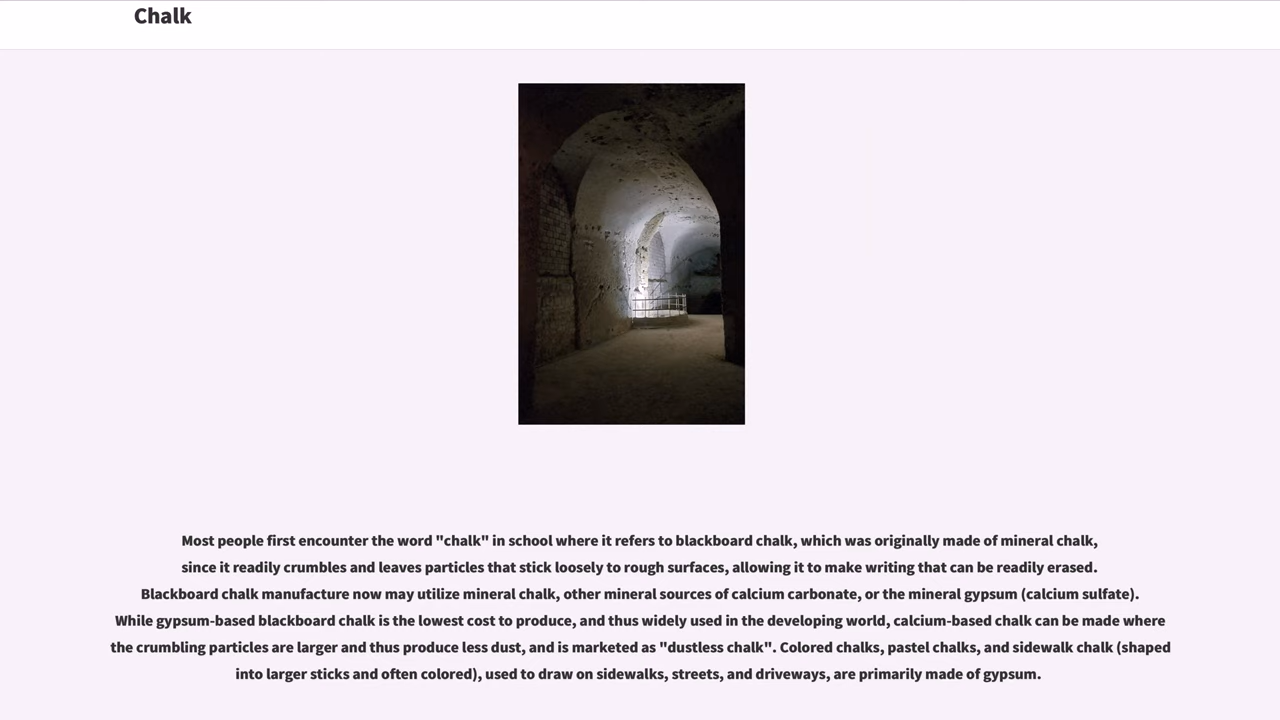 Chalk
Most people first encounter the word "chalk" in school where it refers to blackboard chalk, which was originally made of mineral chalk,
since it readily crumbles and leaves particles that stick loosely to rough surfaces, allowing it to make writing that can be readily erased.
Blackboard chalk manufacture now may utilize mineral chalk, other mineral sources of calcium carbonate, or the mineral gypsum (calcium sulfate).
While gypsum-based blackboard chalk is the lowest cost to produce, and thus widely used in the developing world, calcium-based chalk can be made where
the crumbling particles are larger and thus produce less dust, and is marketed as "dustless chalk". Colored chalks, pastel chalks, and sidewalk chalk (shaped
into larger sticks and often colored), used to draw on sidewalks, streets, and driveways, are primarily made of gypsum.